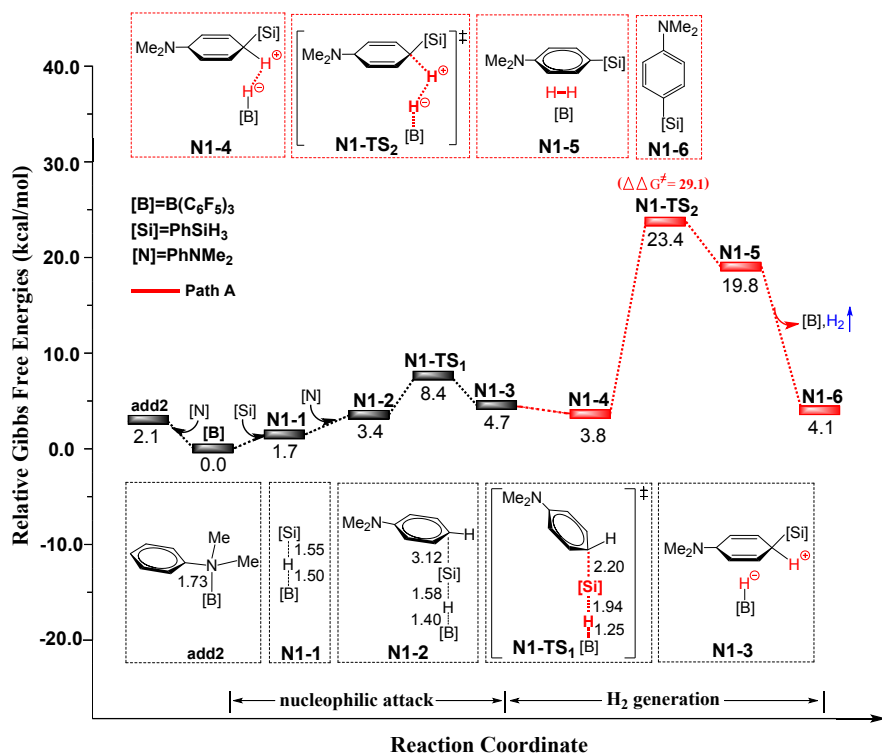 Me₂N
[Si]
H⊕
H⊖
[B]
N1-4
Me₂N
[Si]
‡
H⊕
H⊖
[B]
N1-TS₂
Me₂N
[Si]
H–H
[B]
N1-5
NMe₂
[Si]
N1-6
Relative Gibbs Free Energies (kcal/mol)
40.0
30.0
20.0
10.0
0.0
-10.0
-20.0
[B]=B(C₆F₅)₃
[Si]=PhSiH₃
[N]=PhNMe₂
Path A
(△△G≠= 29.1)
N1-TS₂
23.4
N1-5
19.8
[B],H₂
N1-6
4.1
add2
2.1
[N]
[B]
0.0
[Si]
N1-1
1.7
[N]
N1-2
3.4
N1-TS₁
8.4
N1-3
4.7
N1-4
3.8
Me
N
Me
1.73
[B]
add2
[Si]
1.55
H
1.50
[B]
N1-1
Me₂N
H
3.12
[Si]
1.58
H
1.40
[B]
N1-2
Me₂N
‡
H
2.20
[Si]
1.94
H
1.25
[B]
N1-TS₁
Me₂N
[Si]
H⊕
H⊖
[B]
N1-3
nucleophilic attack
H₂ generation
Reaction Coordinate